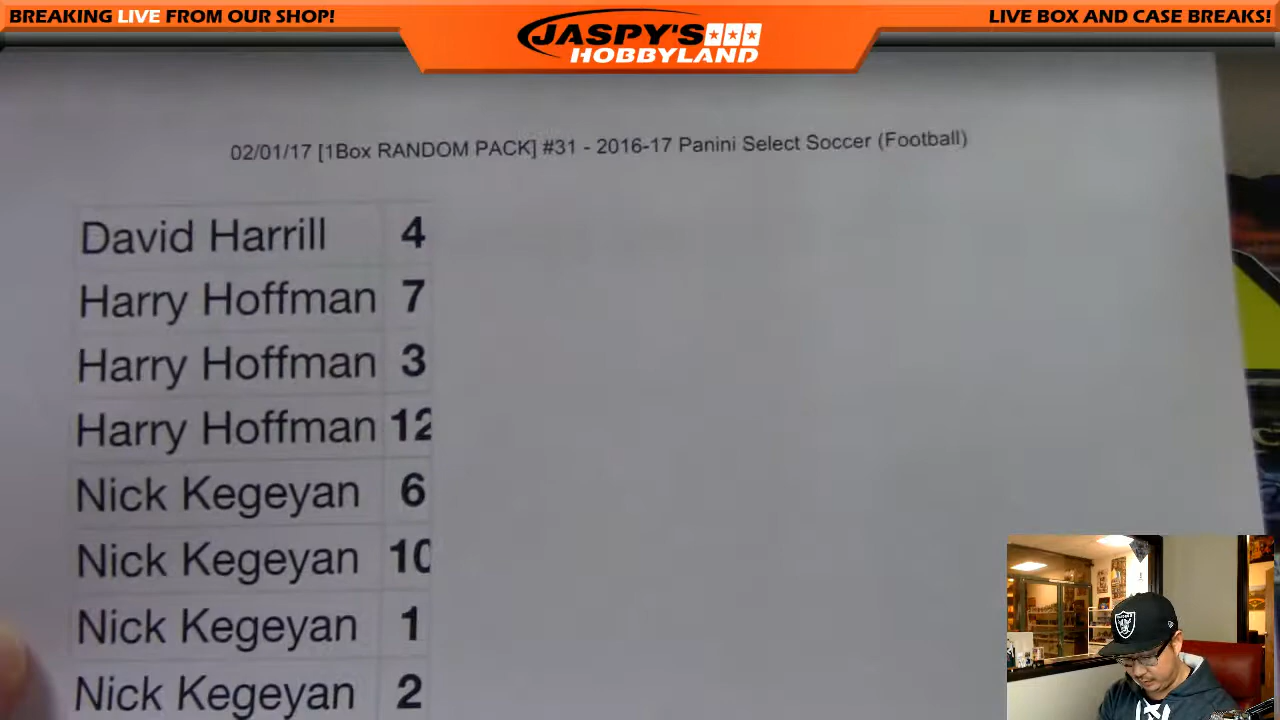 BREAKING LIVE FROM OUR SHOP!
JASPY'S
HOBBYLAND
LIVE BOX AND CASE BREAKS!
02/01/17 [1Box RANDOM PACK] #31 - 2016-17 Panini Select Soccer (Football)
David Harrill 4
Harry Hoffman 7
Harry Hoffman 3
Harry Hoffman 12
Nick Kegeyan 6
Nick Kegeyan 10
Nick Kegeyan 1
Nick Kegeyan 2